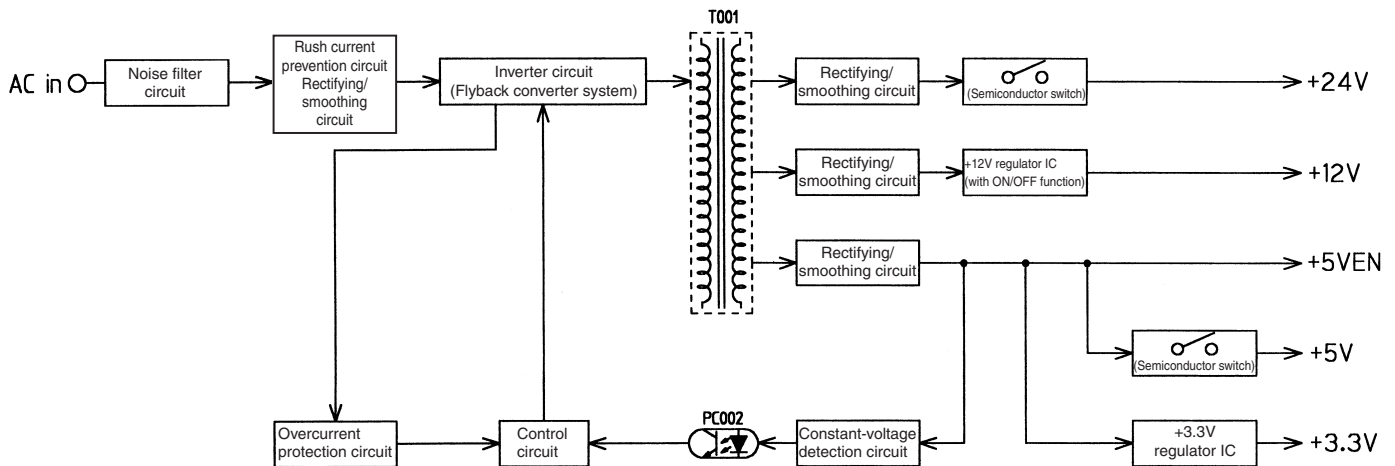 T001
AC in
Noise filter
circuit
Rush current
prevention circuit
Rectifying/
smoothing
circuit
Inverter circuit
(Flyback converter system)
Rectifying/
smoothing circuit
(Semiconductor switch)
+24V
Rectifying/
smoothing circuit
+12V regulator IC
(with ON/OFF function)
+12V
Rectifying/
smoothing circuit
+5VEN
(Semiconductor switch)
+5V
Overcurrent
protection circuit
Control
circuit
PC002
Constant-voltage
detection circuit
+3.3V
regulator IC
+3.3V